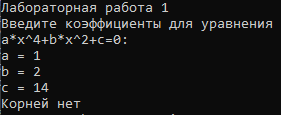 Лабораторная работа 1
Введите коэффициенты для уравнения
a*x^4+b*x^2+c=0:
a = 1
b = 2
c = 14
Корней нет